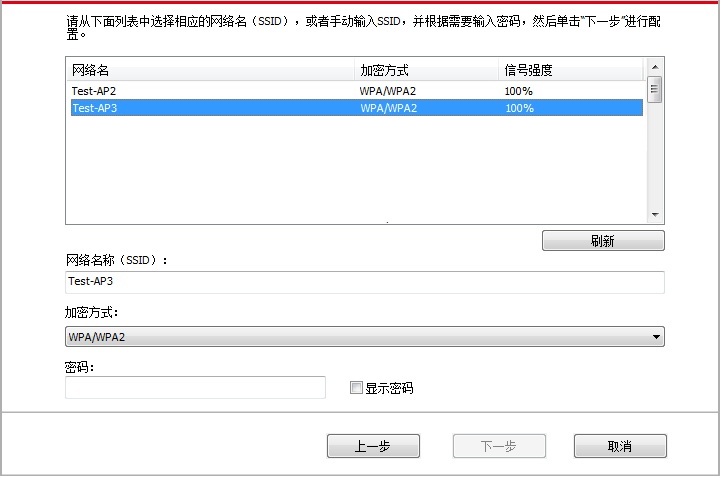 请从下面列表中选择相应的网络名（SSID），或者手动输入SSID，并根据需要输入密码，然后单击“下一步”进行配
置。
网络名 加密方式 信号强度
Test-AP2 WPA/WPA2 100%
Test-AP3 WPA/WPA2 100%
刷新
网络名称（SSID）：
Test-AP3
加密方式：
WPA/WPA2
密码：
显示密码
上一步 下一步 取消